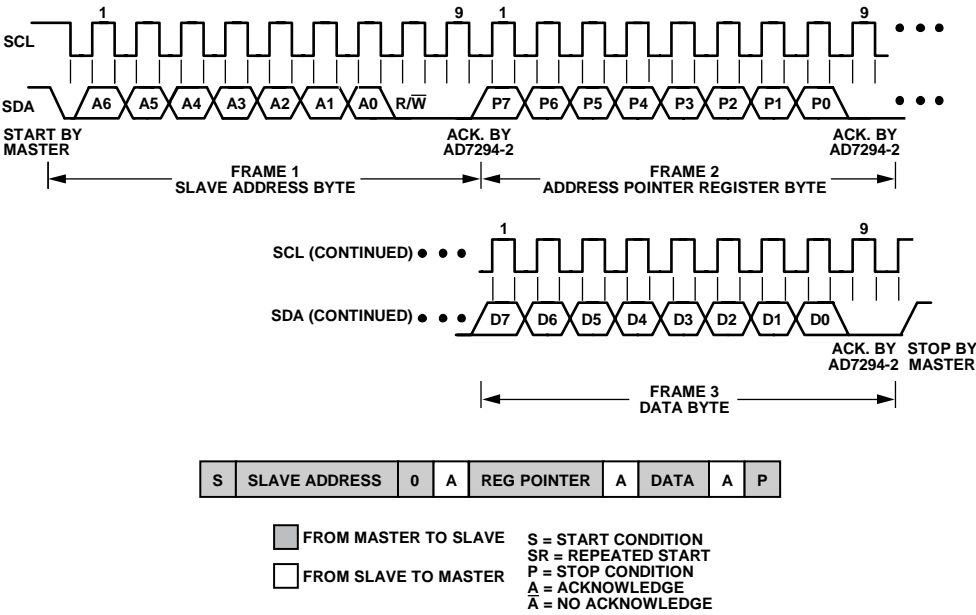 1 9 1 9
SCL
SDA A6 A5 A4 A3 A2 A1 A0 R/W̅ P7 P6 P5 P4 P3 P2 P1 P0
START BY
MASTER
ACK. BY
AD7294-2
ACK. BY
AD7294-2
FRAME 1
SLAVE ADDRESS BYTE
FRAME 2
ADDRESS POINTER REGISTER BYTE
1 9
SCL (CONTINUED)
SDA (CONTINUED) D7 D6 D5 D4 D3 D2 D1 D0
ACK. BY
AD7294-2
STOP BY
MASTER
FRAME 3
DATA BYTE
S SLAVE ADDRESS 0 A REG POINTER A DATA A P
FROM MASTER TO SLAVE
FROM SLAVE TO MASTER
S = START CONDITION
SR = REPEATED START
P = STOP CONDITION
A = ACKNOWLEDGE
A̅ = NO ACKNOWLEDGE